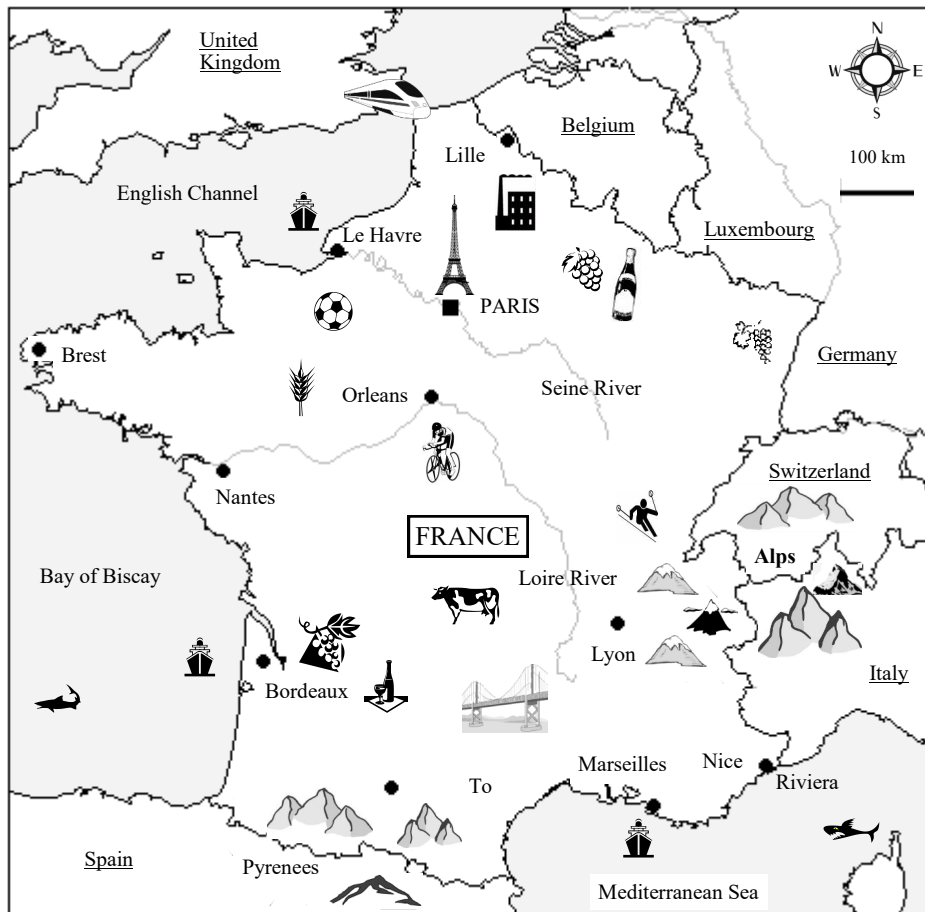 United
Kingdom
N
W E
S
Belgium
Lille
100 km
English Channel
Luxembourg
Le Havre
PARIS
Brest
Germany
Orleans
Seine River
Switzerland
Nantes
FRANCE
Alps
Bay of Biscay
Loire River
Lyon
Bordeaux
Italy
Marseilles
Nice
Riviera
To
Spain
Pyrenees
Mediterranean Sea